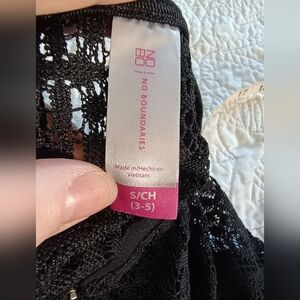 NO
BO
NO BOUNDARIES
Made in/Hecho en
Vietnam
S/CH
(3-5)